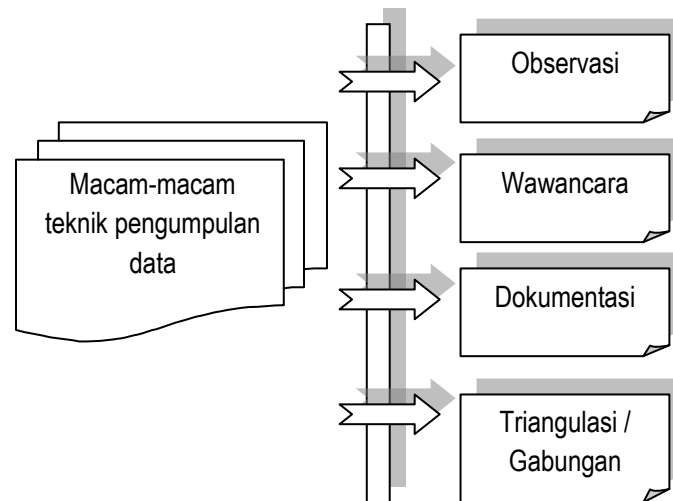 Macam-macam
teknik pengumpulan
data
Observasi
Wawancara
Dokumentasi
Triangulasi /
Gabungan